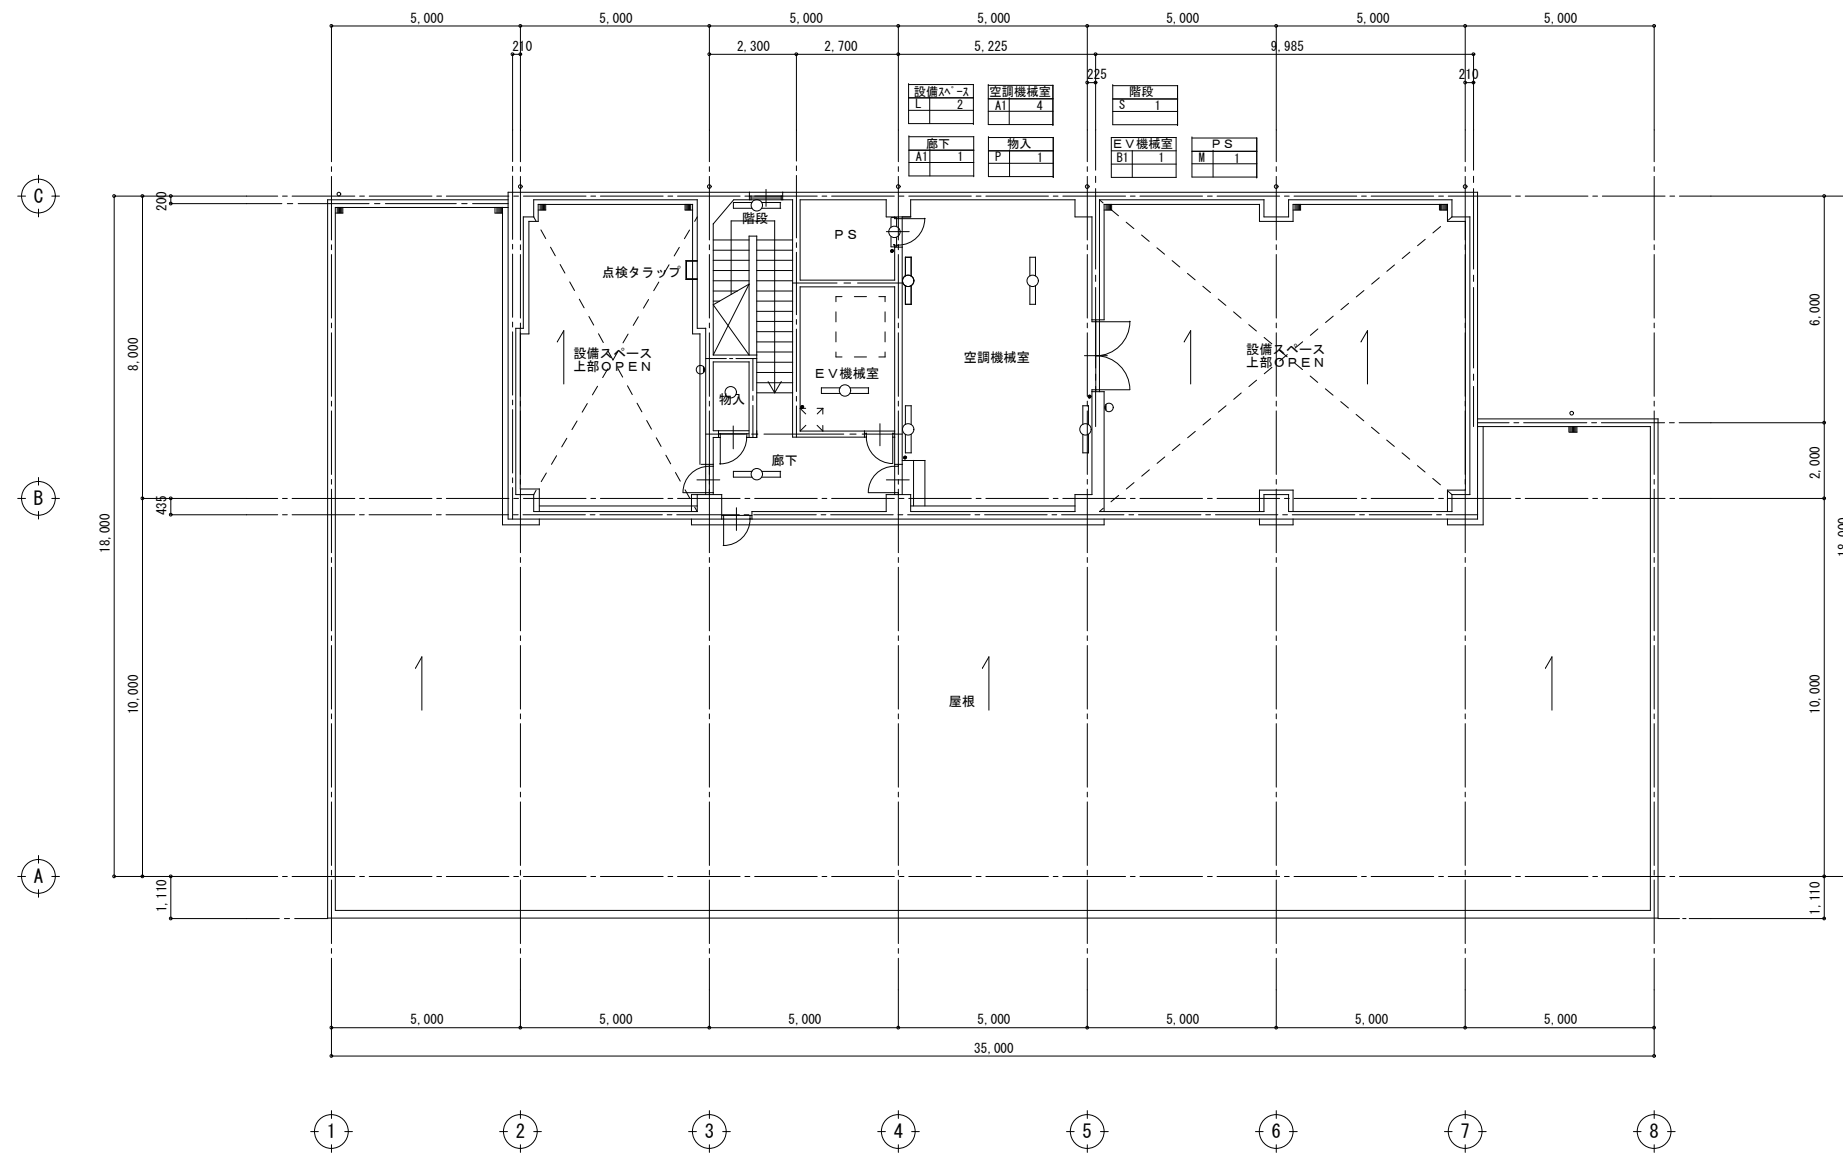 5,000 5,000 5,000 5,000 5,000 5,000 5,000
210 2,300 2,700 5,225 9,985
225 210
設備スペース 空調機械室 階段
L 2 A1 4 S 1
廊下 物入 EV機械室 PS
A1 1 P 1 B1 1 M 1
C
200
階段
PS
点検タラップ
6,000
8,000
設備スペース
上部OPEN
空調機械室
設備スペース
上部OPEN
EV機械室
物入
廊下
2,000
B
435
18,000
18,000
10,000
屋根
10,000
A
1,110
1,110
5,000 5,000 5,000 5,000 5,000 5,000 5,000
35,000
1 2 3 4 5 6 7 8